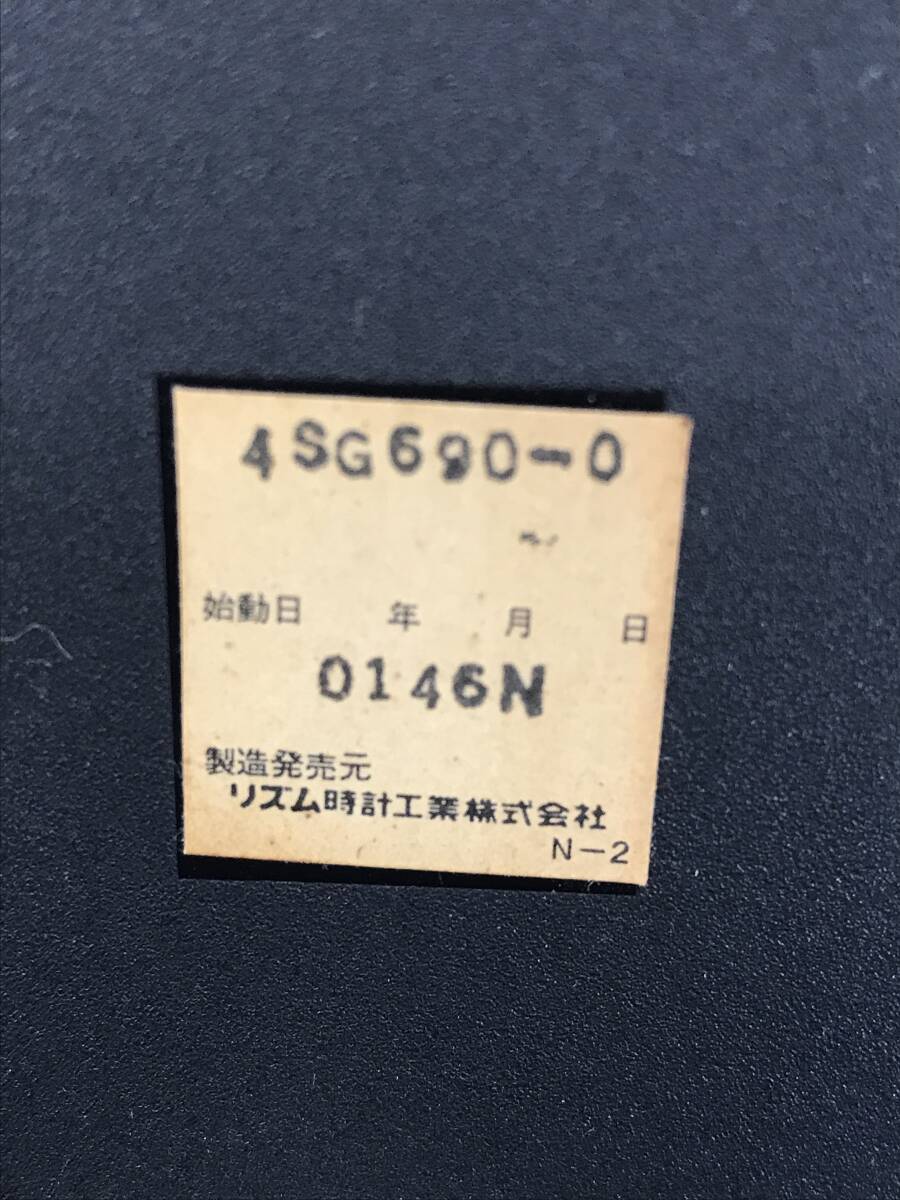 4SG690-0
始動日 年 月 日
0146N
製造発売元
リズム時計工業株式会社
N-2